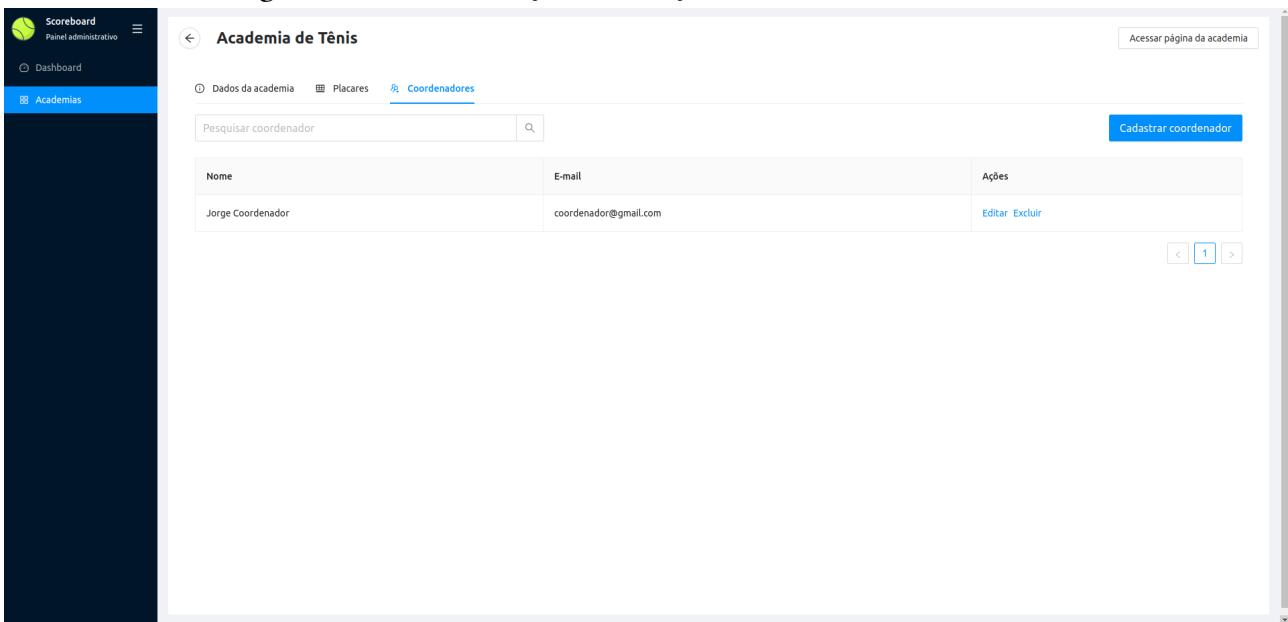 Scoreboard
Painel administrativo
Dashboard
Academias
Academia de Tênis
Acessar página da academia
Dados da academia Placares Coordenadores
Pesquisar coordenador
Cadastrar coordenador
Nome E-mail Ações
Jorge Coordenador coordenador@gmail.com Editar Excluir
< 1 >